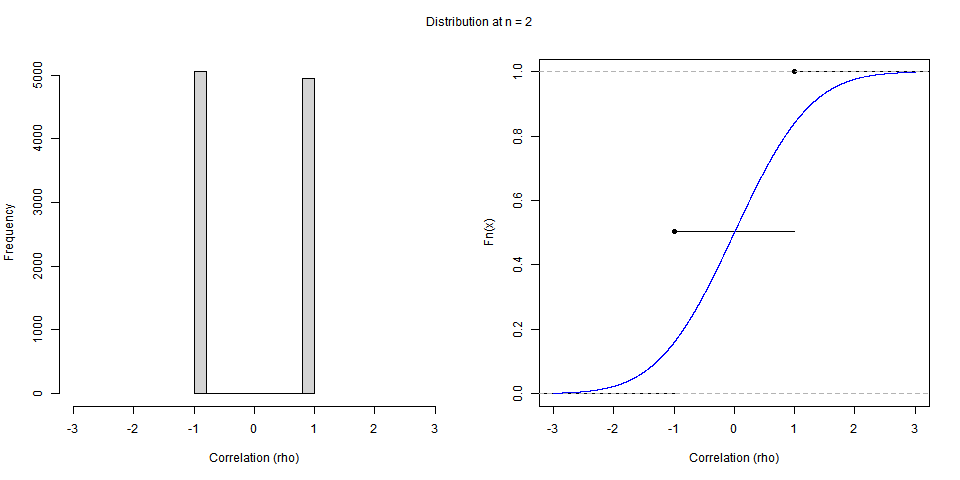 Distribution at n = 2
Frequency
5000
4000
3000
2000
1000
0
-3 -2 -1 0 1 2 3
Correlation (rho)
Fn(x)
1.0
0.8
0.6
0.4
0.2
0.0
-3 -2 -1 0 1 2 3
Correlation (rho)